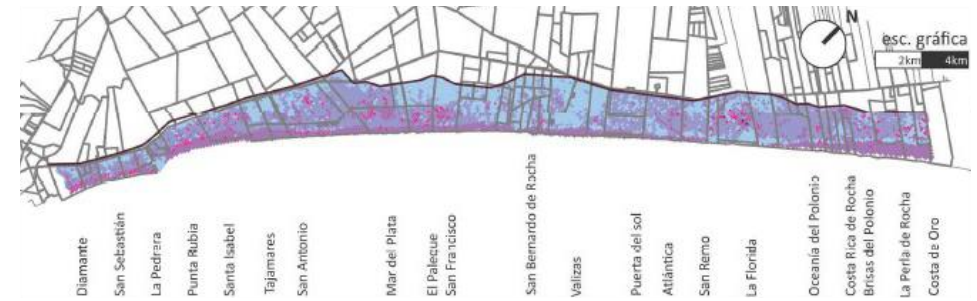 N
esc. gráfica
2km 4km
Diamante
San Sebastián
La Pedrera
Punta Rubia
Santa Isabel
Tajamares
San Antonio
Mar del Plata
El Paleque
San Francisco
San Bernardo de Rocha
Valizas
Puerta del sol
Atlántica
San Remo
La Florida
Oceanía del Polonio
Costa Rica de Rocha
Brisas del Polonio
La Perla de Rocha
Costa de Oro